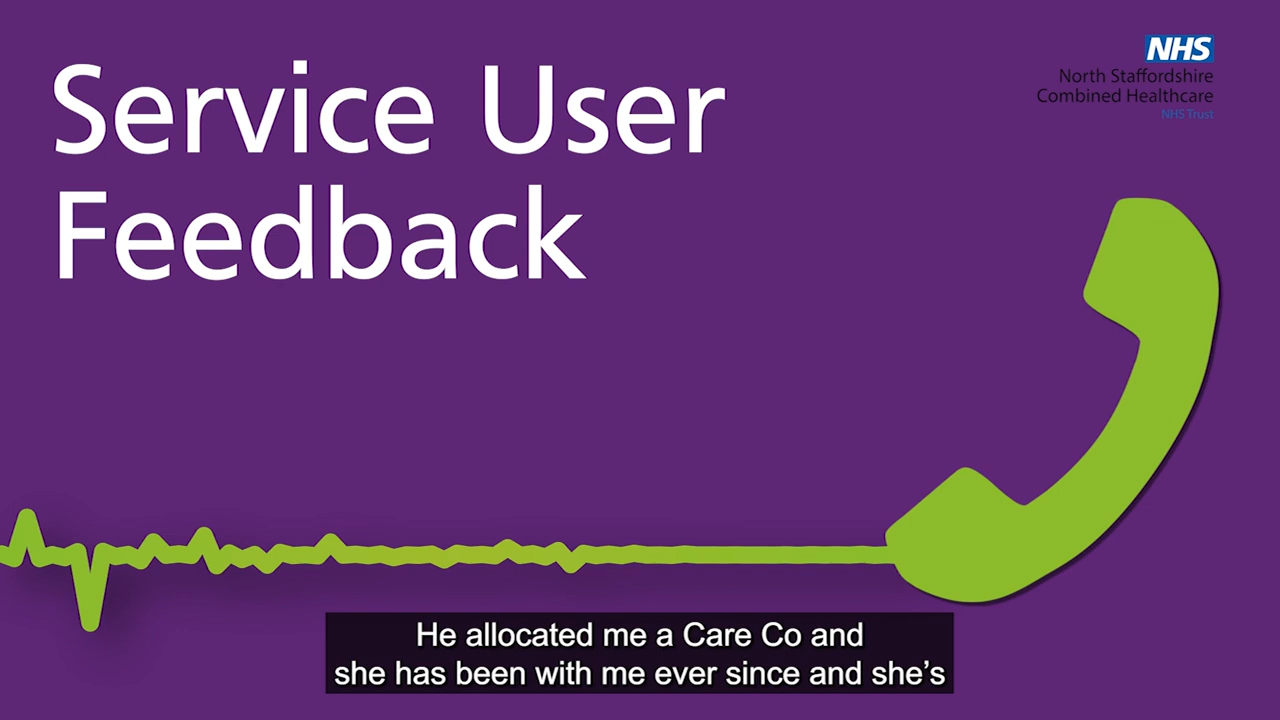 Service User
Feedback
NHS
North Staffordshire
Combined Healthcare
NHS Trust
He allocated me a Care Co and
she has been with me ever since and she’s